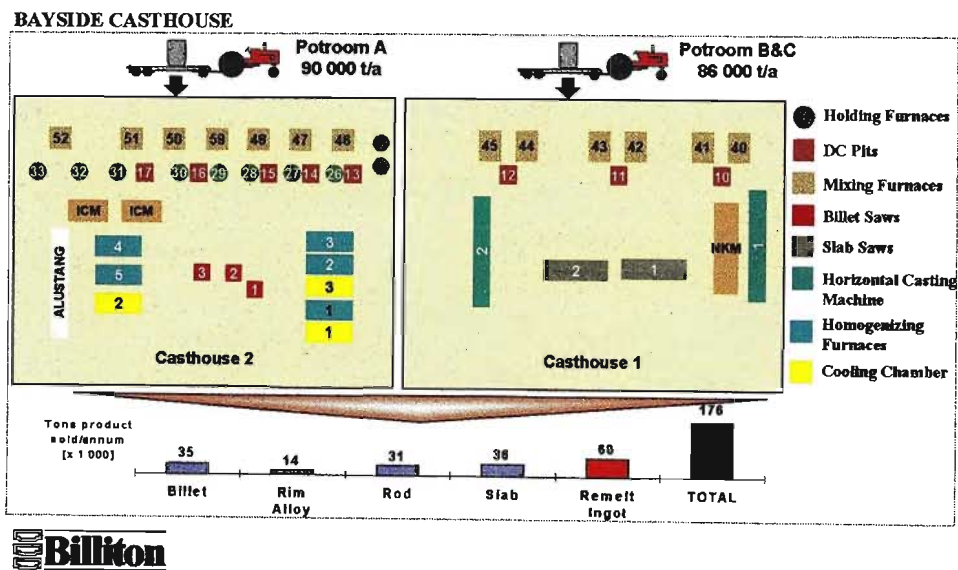 BAYSIDE CASTHOUSE
Potroom A
90 000 t/a
Potroom B&C
86 000 t/a
52 51 50 59 48 47 46
33 32 31 17 30 16 29 28 15 27 14 26 13
ICM ICM
ALUSTANG
4
5
2
3 2 1
3
2
3
1
1
Casthouse 2
45 44 43 42 41 40
12 11 10
2
2 1
NKM
1
Casthouse 1
Holding Furnaces
DC Pits
Mixing Furnaces
Billet Saws
Slab Saws
Horizontal Casting
Machine
Homogenizing
Furnaces
Cooling Chamber
Tons product
sold/annum
[x 1 000]
35 14 31 36 60 176
Billet Rim Rod Slab Remelt TOTAL
Alloy Ingot
Billiton